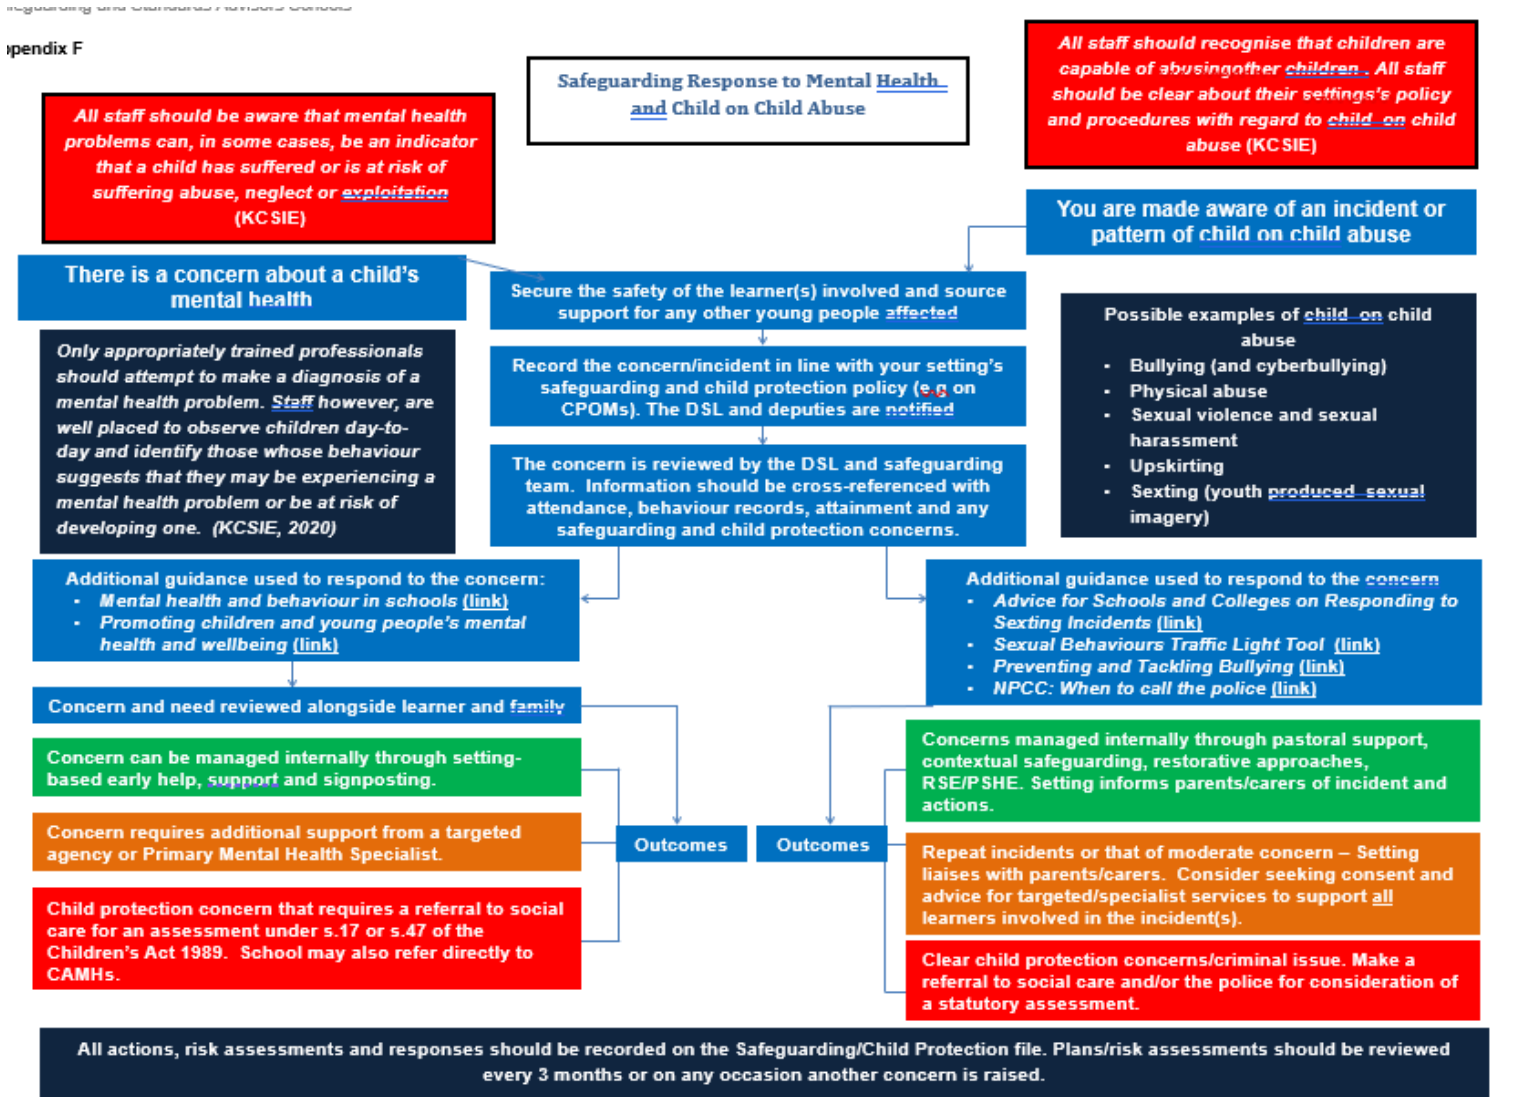 ppendix F
Safeguarding Response to Mental Health
and Child on Child Abuse
All staff should recognise that children are
capable of abusingother children . All staff
should be clear about their settings's policy
and procedures with regard to child on child
abuse (KCSIE)
All staff should be aware that mental health
problems can, in some cases, be an indicator
that a child has suffered or is at risk of
suffering abuse, neglect or exploitation
(KCSIE)
You are made aware of an incident or
pattern of child on child abuse
There is a concern about a child's
mental health
Secure the safety of the learner(s) involved and source
support for any other young people affected
Possible examples of child on child
abuse
• Bullying (and cyberbullying)
• Physical abuse
• Sexual violence and sexual
harassment
• Upskirting
• Sexting (youth produced sexual
imagery)
Only appropriately trained professionals
should attempt to make a diagnosis of a
mental health problem. Staff however, are
well placed to observe children day-to-
day and identify those whose behaviour
suggests that they may be experiencing a
mental health problem or be at risk of
developing one. (KCSIE, 2020)
Record the concern/incident in line with your setting's
safeguarding and child protection policy (e.g. on
CPOMs). The DSL and deputies are notified
The concern is reviewed by the DSL and safeguarding
team. Information should be cross-referenced with
attendance, behaviour records, attainment and any
safeguarding and child protection concerns.
Additional guidance used to respond to the concern:
• Mental health and behaviour in schools (link)
• Promoting children and young people's mental
health and wellbeing (link)
Additional guidance used to respond to the concern
• Advice for Schools and Colleges on Responding to
Sexting Incidents (link)
• Sexual Behaviours Traffic Light Tool (link)
• Preventing and Tackling Bullying (link)
• NPCC: When to call the police (link)
Concern and need reviewed alongside learner and family
Concern can be managed internally through setting-
based early help, support and signposting.
Concern requires additional support from a targeted
agency or Primary Mental Health Specialist.
Child protection concern that requires a referral to social
care for an assessment under s.17 or s.47 of the
Children's Act 1989. School may also refer directly to
CAMHs.
Outcomes
Outcomes
Concerns managed internally through pastoral support,
contextual safeguarding, restorative approaches,
RSE/PSHE. Setting informs parents/carers of incident and
actions.
Repeat incidents or that of moderate concern – Setting
liaises with parents/carers. Consider seeking consent and
advice for targeted/specialist services to support all
learners involved in the incident(s).
Clear child protection concerns/criminal issue. Make a
referral to social care and/or the police for consideration of
a statutory assessment.
All actions, risk assessments and responses should be recorded on the Safeguarding/Child Protection file. Plans/risk assessments should be reviewed
every 3 months or on any occasion another concern is raised.